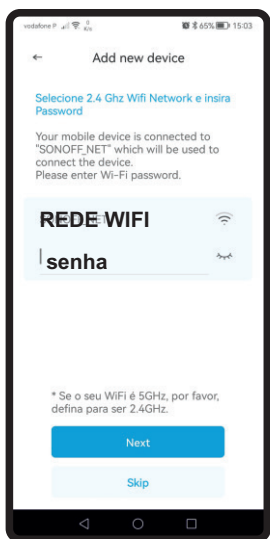 vodafone P 0 K/s 65% 15:03
Add new device
Selecione 2.4 Ghz Wifi Network e insira
Password
Your mobile device is connected to
"SONOFF_NET" which will be used to
connect the device.
Please enter Wi-Fi password.
REDE WIFI
senha
* Se o seu WiFi é 5GHz, por favor,
defina para ser 2.4GHz.
Next
Skip